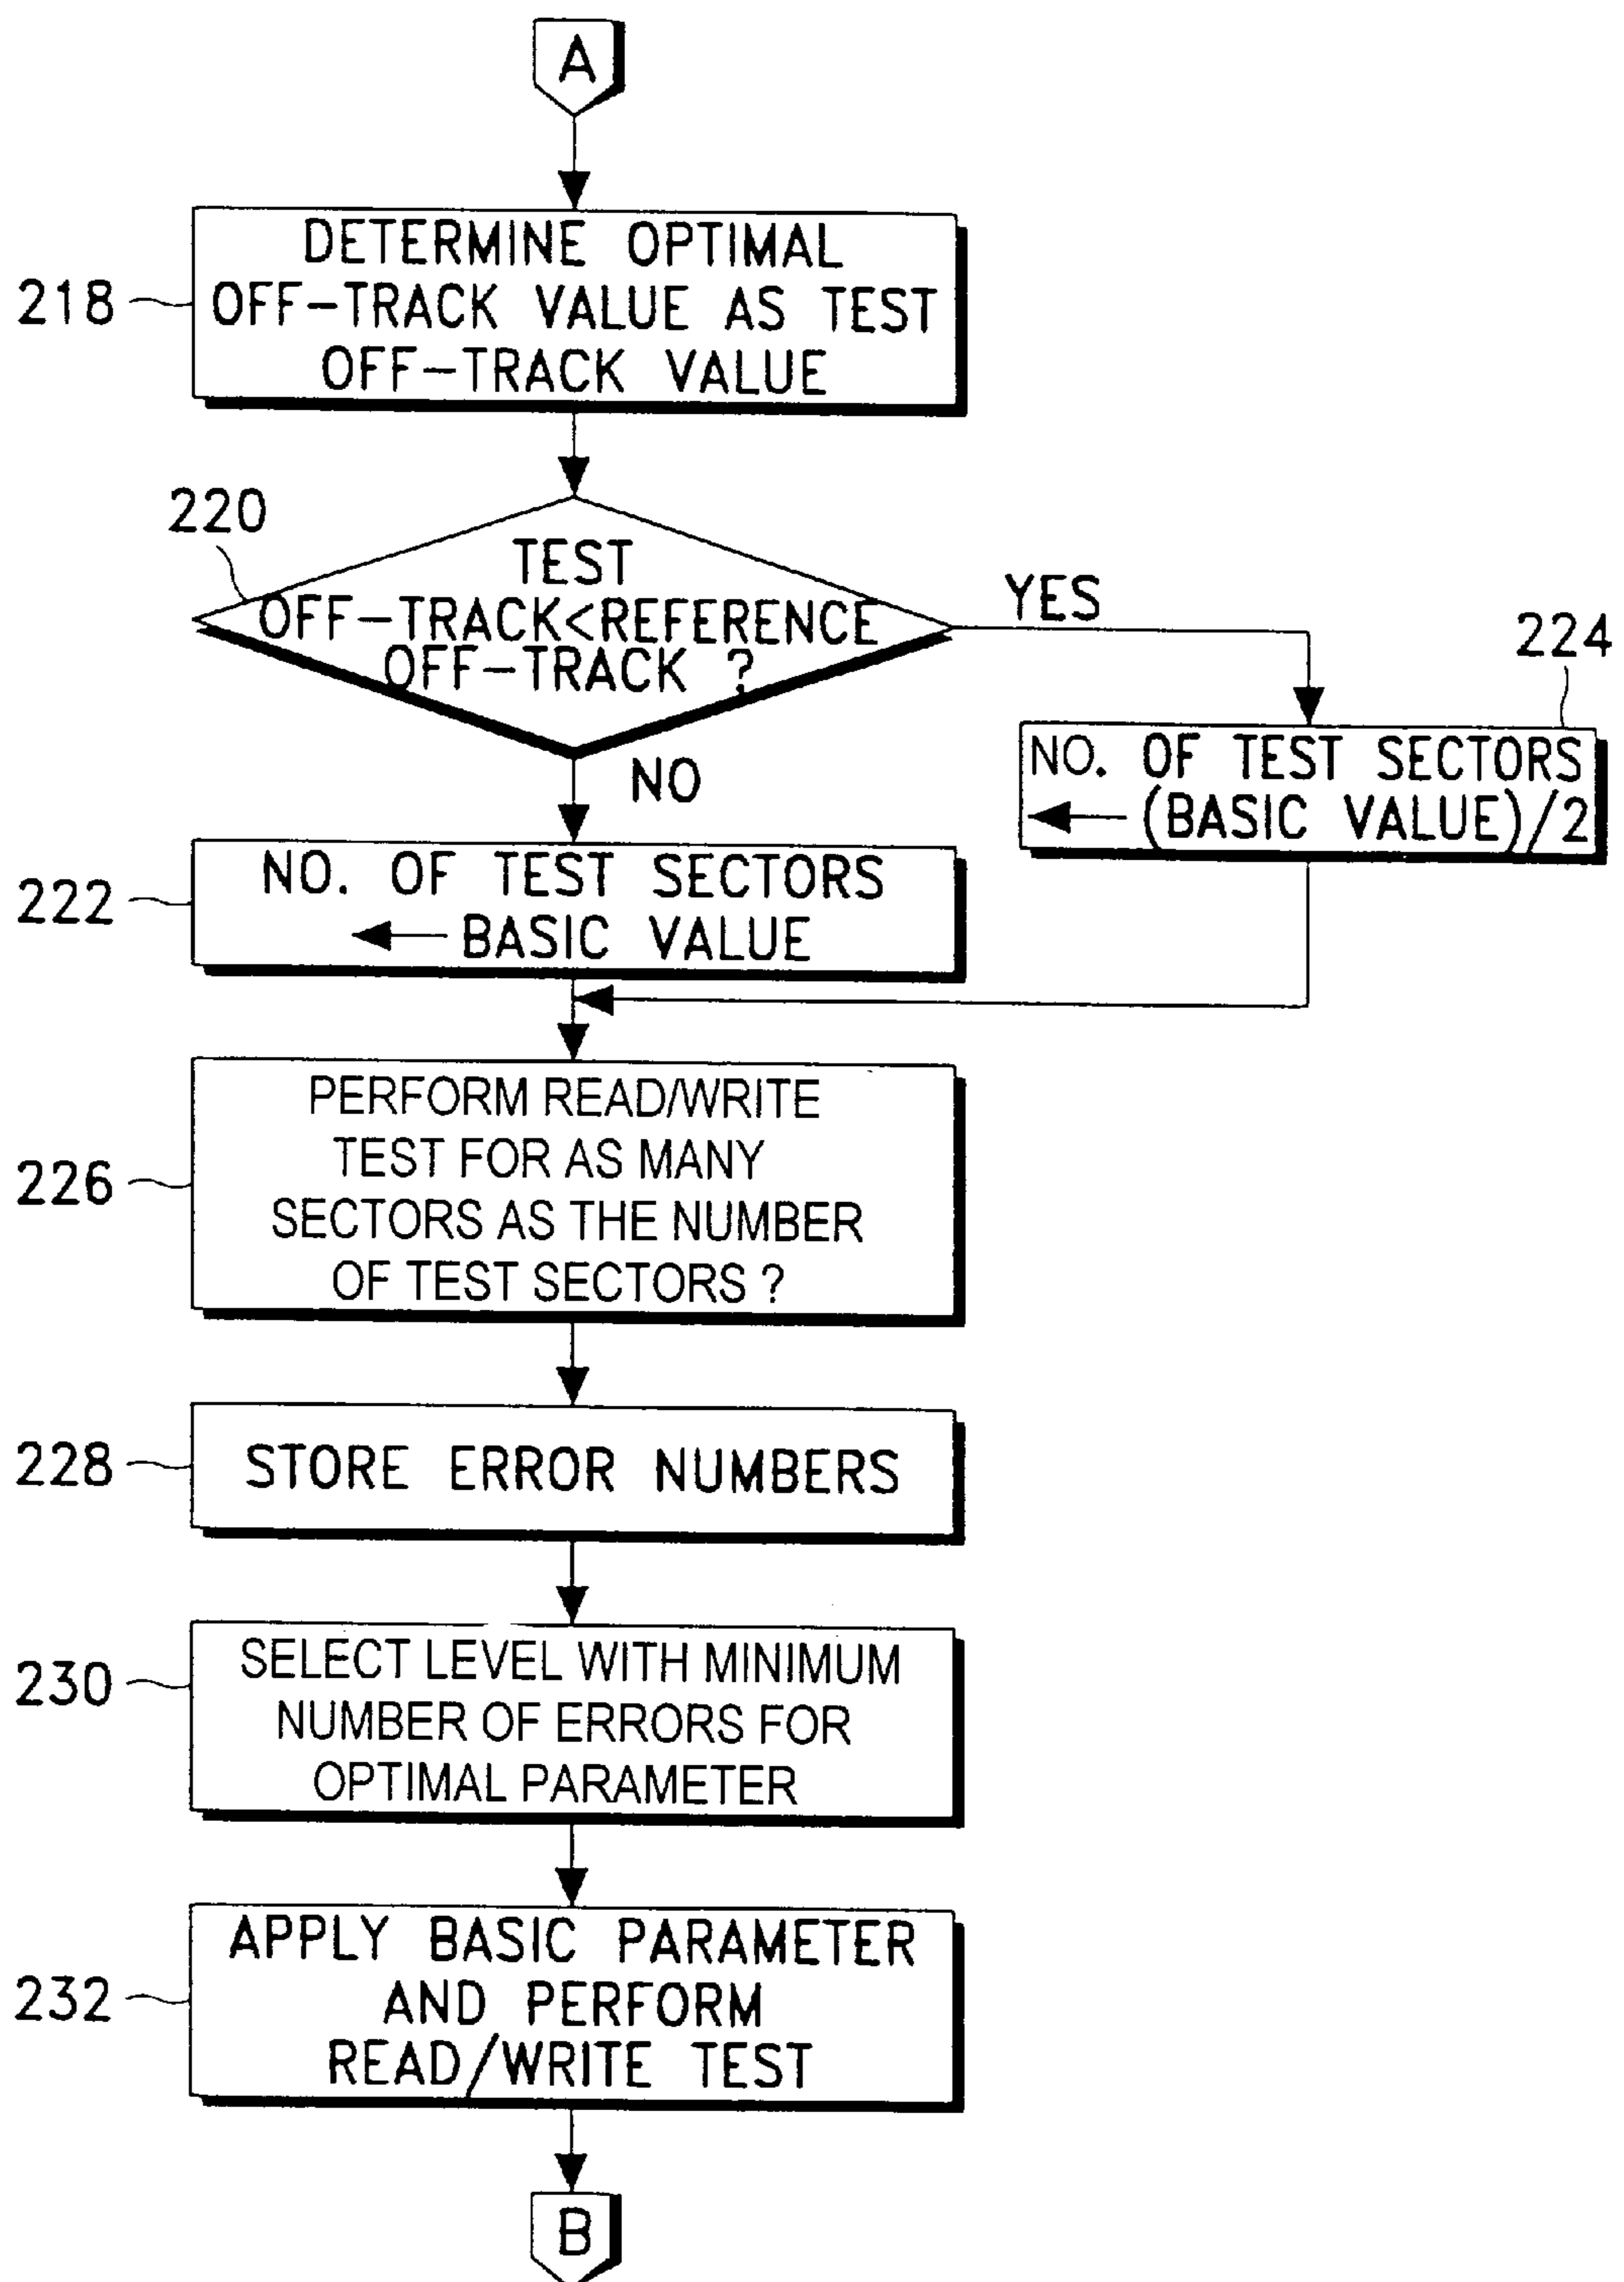 A
DETERMINE OPTIMAL
OFF-TRACK VALUE AS TEST
OFF-TRACK VALUE
218
220
TEST
OFF-TRACK<REFERENCE
OFF-TRACK ?
YES
NO
224
NO. OF TEST SECTORS
← (BASIC VALUE)/2
222
NO. OF TEST SECTORS
← BASIC VALUE
226
PERFORM READ/WRITE
TEST FOR AS MANY
SECTORS AS THE NUMBER
OF TEST SECTORS ?
228
STORE ERROR NUMBERS
230
SELECT LEVEL WITH MINIMUM
NUMBER OF ERRORS FOR
OPTIMAL PARAMETER
232
APPLY BASIC PARAMETER
AND PERFORM
READ/WRITE TEST
B